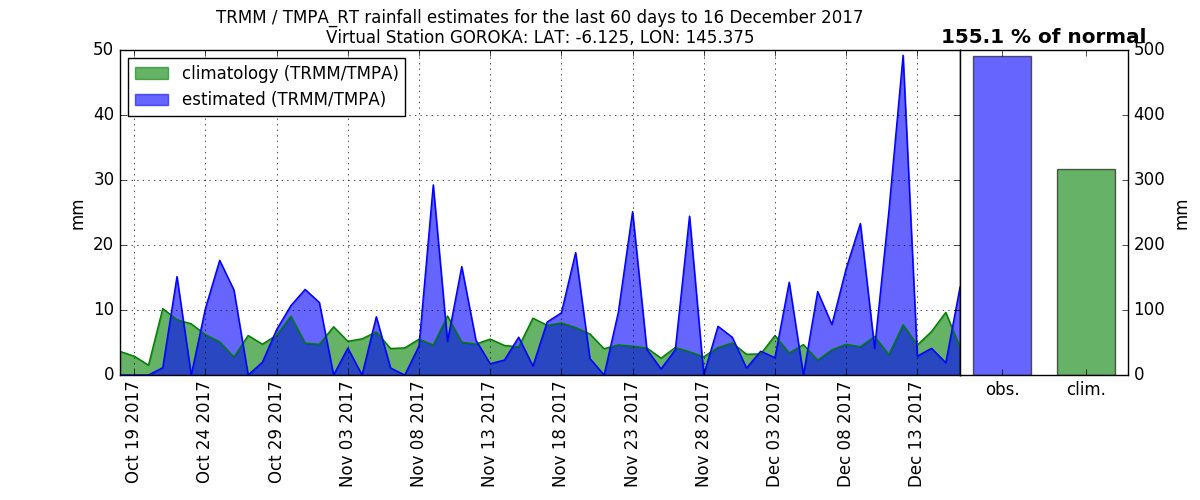 TRMM / TMPA_RT rainfall estimates for the last 60 days to 16 December 2017
Virtual Station GOROKA: LAT: -6.125, LON: 145.375
155.1 % of normal
climatology (TRMM/TMPA)
estimated (TRMM/TMPA)
50
40
30
20
10
0
mm
500
400
300
200
100
0
mm
Oct 19 2017
Oct 24 2017
Oct 29 2017
Nov 03 2017
Nov 08 2017
Nov 13 2017
Nov 18 2017
Nov 23 2017
Nov 28 2017
Dec 03 2017
Dec 08 2017
Dec 13 2017
obs.
clim.